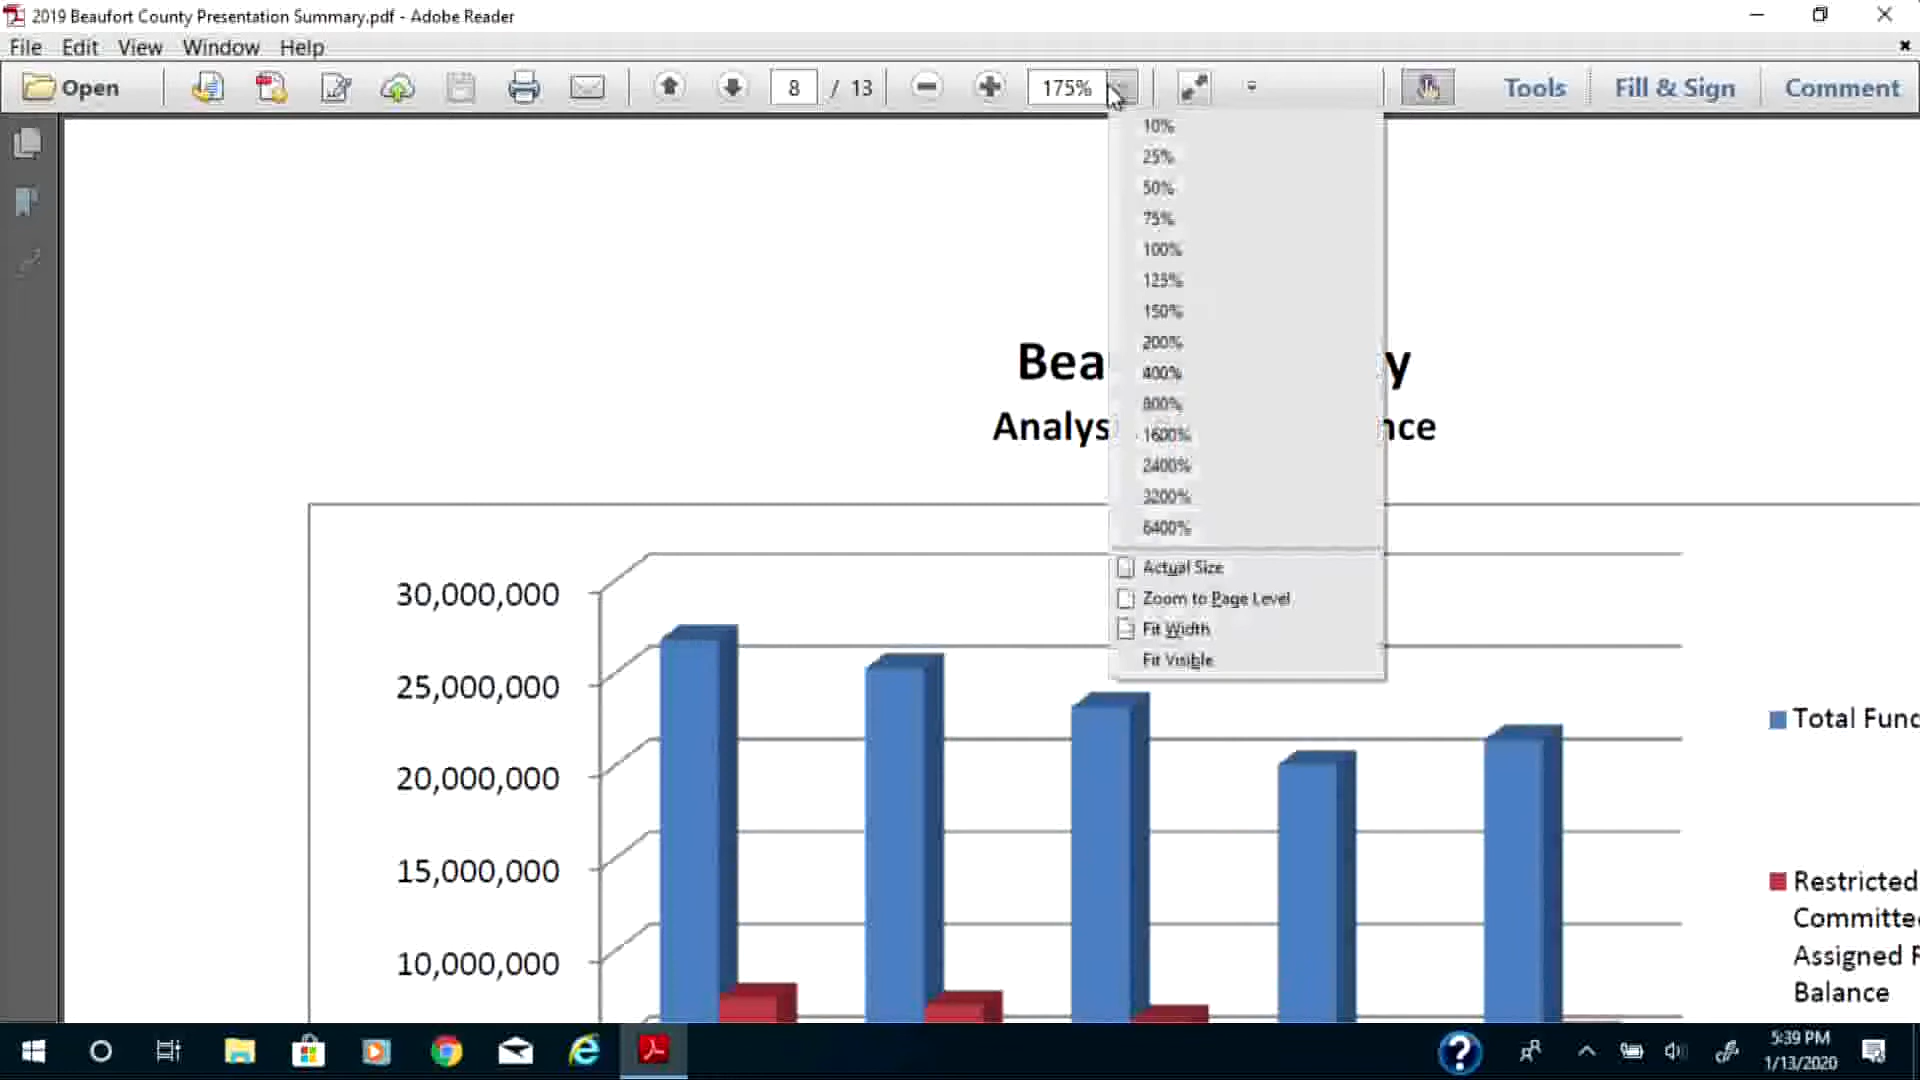 2019 Beaufort County Presentation Summary.pdf - Adobe Reader
File Edit View Window Help
Open 8 / 13 175% Tools Fill & Sign Comment
10%
25%
50%
75%
100%
125%
150%
200%
400%
800%
1600%
2400%
3200%
6400%
Actual Size
Zoom to Page Level
Fit Width
Fit Visible
Bea y
Analys nce
30,000,000
25,000,000
20,000,000
15,000,000
10,000,000
Total Fund
Restricted
Committe
Assigned F
Balance
5:39 PM
1/13/2020